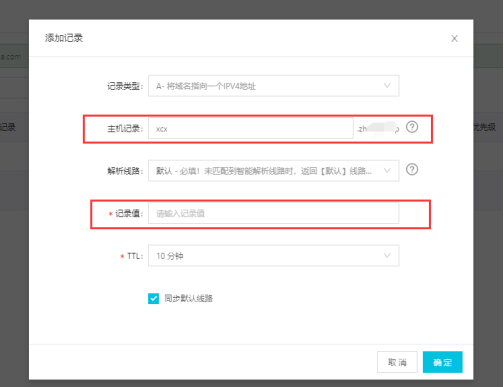 添加记录
a.com
记录类型: A- 将域名指向一个IPV4地址
记录
主机记录: xcx .zh
优先级
解析线路: 默认 - 必填！未匹配到智能解析线路时，返回【默认】线路...
* 记录值: 请输入记录值
* TTL: 10 分钟
同步默认线路
取消 确定